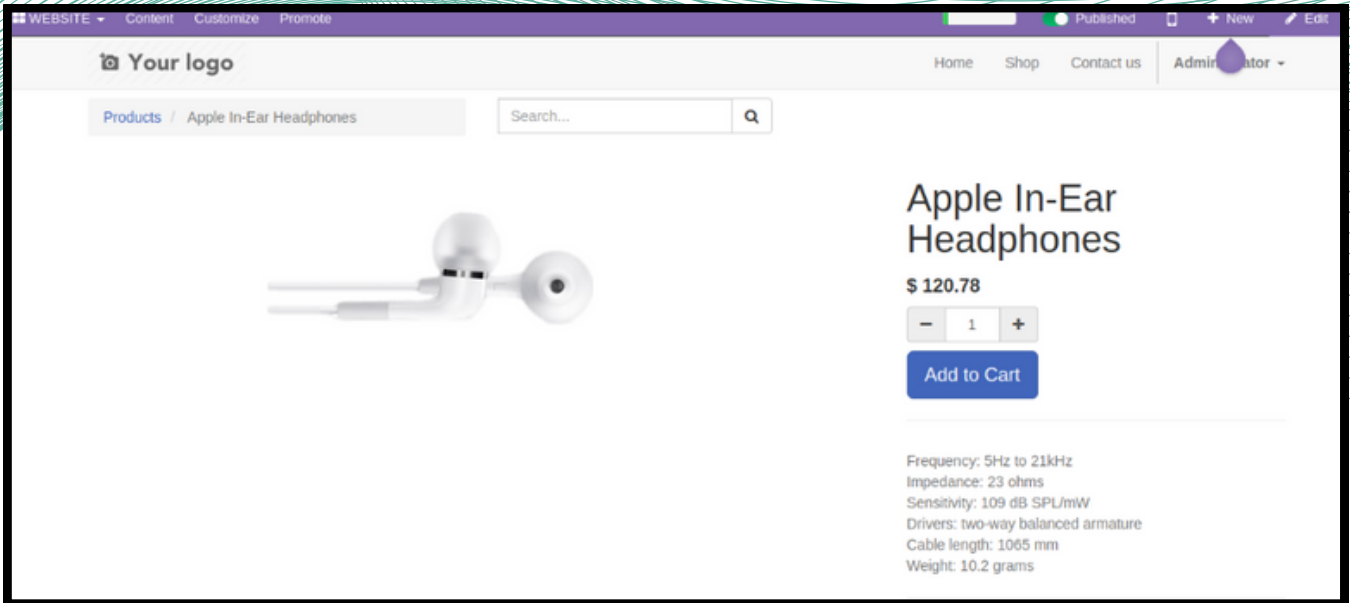 WEBSITE Content Customize Promote Published New Edit
Your logo Home Shop Contact us
Products / Apple In-Ear Headphones Search...
Apple In-Ear
Headphones
$ 120.78
− 1 +
Add to Cart
Frequency: 5Hz to 21kHz
Impedance: 23 ohms
Sensitivity: 109 dB SPL/mW
Drivers: two-way balanced armature
Cable length: 1065 mm
Weight: 10.2 grams